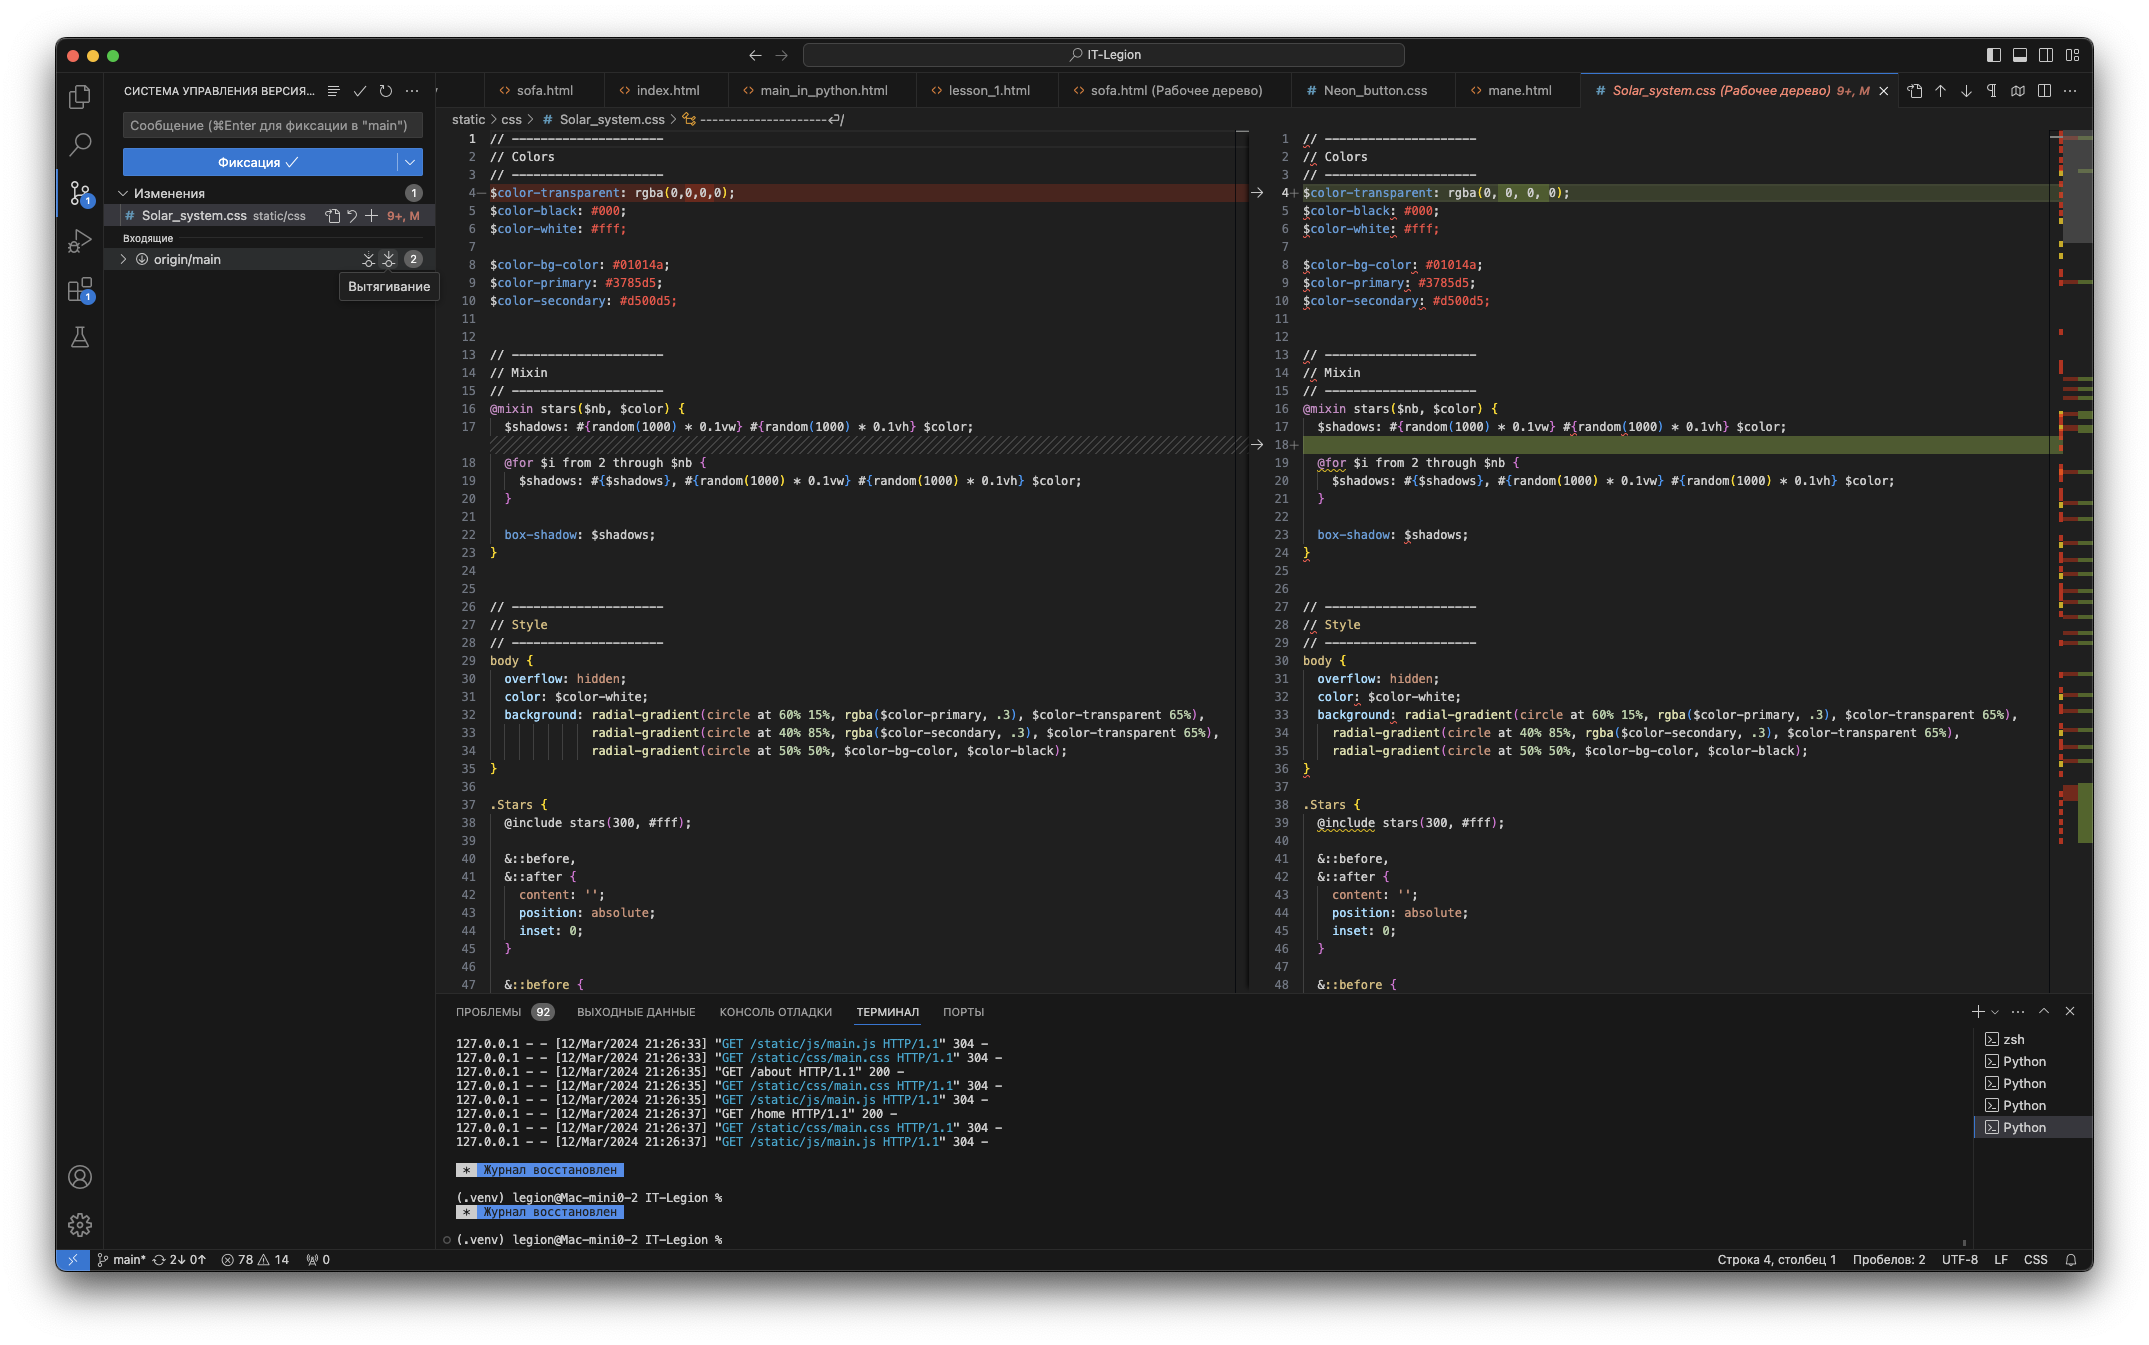 IT-Legion
СИСТЕМА УПРАВЛЕНИЯ ВЕРСИЯ...
sofa.html
index.html
main_in_python.html
lesson_1.html
sofa.html (Рабочее дерево)
Neon_button.css
mane.html
Solar_system.css (Рабочее дерево) 9+, M
Сообщение (⌘Enter для фиксации в "main")
Фиксация
Изменения 1
Solar_system.css static/css 9+, M
Входящие
origin/main 2
Вытягивание
1
1
static > css > # Solar_system.css > ---------------------↵/
1 // ---------------------
2 // Colors
3 // ---------------------
4 $color-transparent: rgba(0,0,0,0);
5 $color-black: #000;
6 $color-white: #fff;
7
8 $color-bg-color: #01014a;
9 $color-primary: #3785d5;
10 $color-secondary: #d500d5;
11
12
13 // ---------------------
14 // Mixin
15 // ---------------------
16 @mixin stars($nb, $color) {
17 $shadows: #{random(1000) * 0.1vw} #{random(1000) * 0.1vh} $color;
18 @for $i from 2 through $nb {
19 $shadows: #{$shadows}, #{random(1000) * 0.1vw} #{random(1000) * 0.1vh} $color;
20 }
21
22 box-shadow: $shadows;
23 }
24
25
26 // ---------------------
27 // Style
28 // ---------------------
29 body {
30 overflow: hidden;
31 color: $color-white;
32 background: radial-gradient(circle at 60% 15%, rgba($color-primary, .3), $color-transparent 65%),
33 radial-gradient(circle at 40% 85%, rgba($color-secondary, .3), $color-transparent 65%),
34 radial-gradient(circle at 50% 50%, $color-bg-color, $color-black);
35 }
36
37 .Stars {
38 @include stars(300, #fff);
39
40 &::before,
41 &::after {
42 content: '';
43 position: absolute;
44 inset: 0;
45 }
46
47 &::before {
1 // ---------------------
2 // Colors
3 // ---------------------
4 $color-transparent: rgba(0, 0, 0, 0);
5 $color-black: #000;
6 $color-white: #fff;
7
8 $color-bg-color: #01014a;
9 $color-primary: #3785d5;
10 $color-secondary: #d500d5;
11
12
13 // ---------------------
14 // Mixin
15 // ---------------------
16 @mixin stars($nb, $color) {
17 $shadows: #{random(1000) * 0.1vw} #{random(1000) * 0.1vh} $color;
18
19 @for $i from 2 through $nb {
20 $shadows: #{$shadows}, #{random(1000) * 0.1vw} #{random(1000) * 0.1vh} $color;
21 }
22
23 box-shadow: $shadows;
24 }
25
26
27 // ---------------------
28 // Style
29 // ---------------------
30 body {
31 overflow: hidden;
32 color: $color-white;
33 background: radial-gradient(circle at 60% 15%, rgba($color-primary, .3), $color-transparent 65%),
34 radial-gradient(circle at 40% 85%, rgba($color-secondary, .3), $color-transparent 65%),
35 radial-gradient(circle at 50% 50%, $color-bg-color, $color-black);
36 }
37
38 .Stars {
39 @include stars(300, #fff);
40
41 &::before,
42 &::after {
43 content: '';
44 position: absolute;
45 inset: 0;
46 }
47
48 &::before {
ПРОБЛЕМЫ 92 ВЫХОДНЫЕ ДАННЫЕ КОНСОЛЬ ОТЛАДКИ ТЕРМИНАЛ ПОРТЫ
127.0.0.1 - - [12/Mar/2024 21:26:33] "GET /static/js/main.js HTTP/1.1" 304 -
127.0.0.1 - - [12/Mar/2024 21:26:33] "GET /static/css/main.css HTTP/1.1" 304 -
127.0.0.1 - - [12/Mar/2024 21:26:35] "GET /about HTTP/1.1" 200 -
127.0.0.1 - - [12/Mar/2024 21:26:35] "GET /static/css/main.css HTTP/1.1" 304 -
127.0.0.1 - - [12/Mar/2024 21:26:35] "GET /static/js/main.js HTTP/1.1" 304 -
127.0.0.1 - - [12/Mar/2024 21:26:37] "GET /home HTTP/1.1" 200 -
127.0.0.1 - - [12/Mar/2024 21:26:37] "GET /static/css/main.css HTTP/1.1" 304 -
127.0.0.1 - - [12/Mar/2024 21:26:37] "GET /static/js/main.js HTTP/1.1" 304 -
* Журнал восстановлен
(.venv) legion@Mac-mini0-2 IT-Legion %
* Журнал восстановлен
(.venv) legion@Mac-mini0-2 IT-Legion %
zsh
Python
Python
Python
Python
main* 2↓ 0↑ 78 14 0
Строка 4, столбец 1 Пробелов: 2 UTF-8 LF CSS